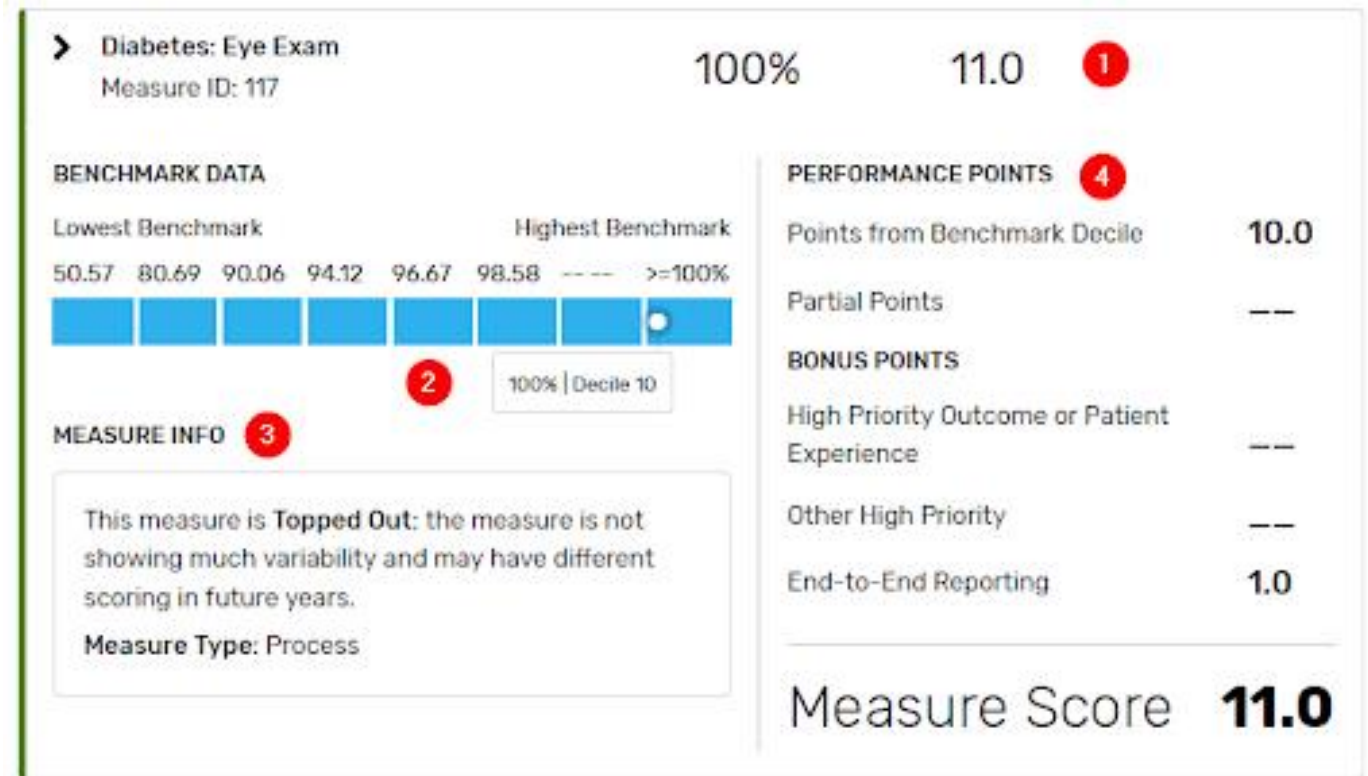 Diabetes: Eye Exam 100% 11.0 1
Measure ID: 117
BENCHMARK DATA
Lowest Benchmark Highest Benchmark
50.57 80.69 90.06 94.12 96.67 98.58 -- -- >=100%
2 100% | Decile 10
MEASURE INFO 3
This measure is Topped Out: the measure is not
showing much variability and may have different
scoring in future years.
Measure Type: Process
PERFORMANCE POINTS 4
Points from Benchmark Decile 10.0
Partial Points --
BONUS POINTS
High Priority Outcome or Patient
Experience --
Other High Priority --
End-to-End Reporting 1.0
Measure Score 11.0